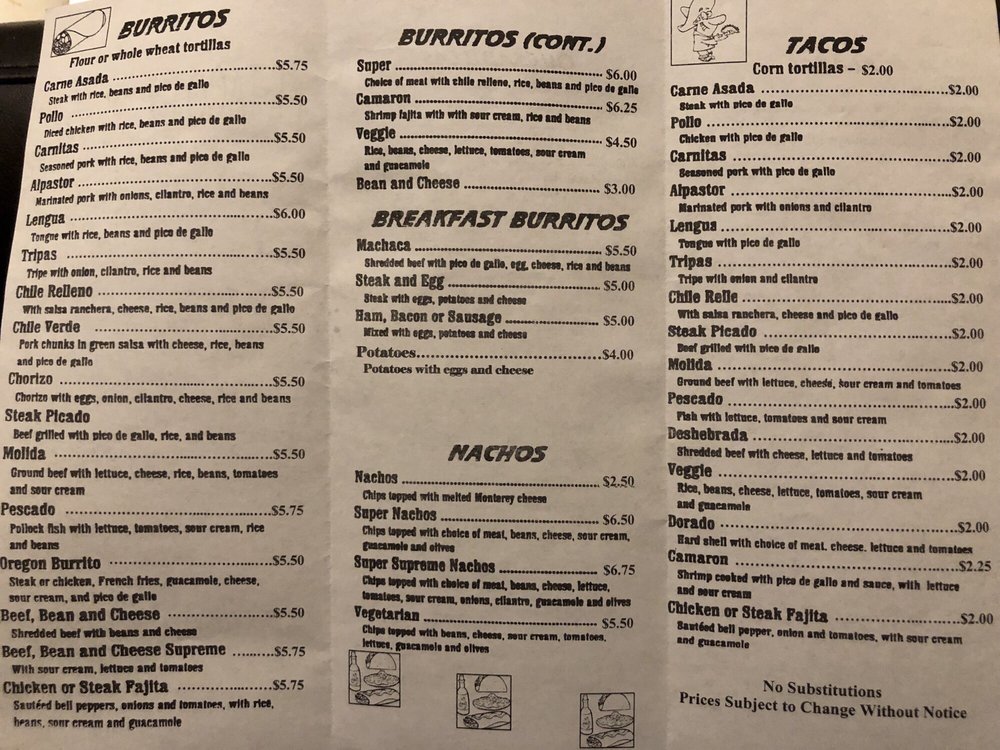 BURRITOS
Flour or whole wheat tortillas
Carne Asada ........................$5.75
Steak with rice, beans and pico de gallo
Pollo ........................$5.50
Diced chicken with rice, beans and pico de gallo
Carnitas ........................$5.50
Seasoned pork with rice, beans and pico de gallo
Alpastor ........................$5.50
Marinated pork with onions, cilantro, rice and beans
Lengua ........................$6.00
Tongue with rice, beans and pico de gallo
Tripas ........................$5.50
Tripe with onion, cilantro, rice and beans
Chile Relleno ........................$5.50
With salsa ranchera, cheese, rice, beans and pico de gallo
Chile Verde ........................$5.50
Pork chunks in green salsa with cheese, rice, beans
and pico de gallo
Chorizo ........................$5.50
Chorizo with eggs, onion, cilantro, cheese, rice and beans
Steak Picado
Beef grilled with pico de gallo, rice, and beans
Molida ........................$5.50
Ground beef with lettuce, cheese, rice, beans, tomatoes
and sour cream
Pescado ........................$5.75
Pollock fish with lettuce, tomatoes, sour cream, rice
and beans
Oregon Burrito ........................$5.50
Steak or chicken, French fries, guacamole, cheese,
sour cream, and pico de gallo
Beef, Bean and Cheese ........................$5.50
Shredded beef with beans and cheese
Beef, Bean and Cheese Supreme ..........$5.75
With sour cream, lettuce and tomatoes
Chicken or Steak Fajita ........................$5.75
Sautéed bell peppers, onions and tomatoes, with rice,
beans, sour cream and guacamole
BURRITOS (CONT.)
Super ........................ $6.00
Choice of meat with chile relleno, rice, beans and pico de gallo
Camaron ........................ $6.25
Shrimp fajita with with sour cream, rice and beans
Veggie ........................ $4.50
Rice, beans, cheese, lettuce, tomatoes, sour cream
and guacamole
Bean and Cheese ........................ $3.00
BREAKFAST BURRITOS
Machaca ........................ $5.50
Shredded beef with pico de gallo, egg, cheese, rice and beans
Steak and Egg ........................ $5.00
Steak with eggs, potatoes and cheese
Ham, Bacon or Sausage ........................ $5.00
Mixed with eggs, potatoes and cheese
Potatoes........................$4.00
Potatoes with eggs and cheese
NACHOS
Nachos ........................ $2.50
Chips topped with melted Monterey cheese
Super Nachos ........................ $6.50
Chips topped with choice of meat, beans, cheese, sour cream,
guacamole and olives
Super Supreme Nachos ........................ $6.75
Chips topped with choice of meat, beans, cheese, lettuce,
tomatoes, sour cream, onions, cilantro, guacamole and olives
Vegetarian ........................ $5.50
Chips topped with beans, cheese, sour cream, tomatoes,
lettuce, guacamole and olives
TACOS
Corn tortillas – $2.00
Carne Asada ........................$2.00
Steak with pico de gallo
Pollo ........................$2.00
Chicken with pico de gallo
Carnitas ........................$2.00
Seasoned pork with pico de gallo
Alpastor ........................$2.00
Marinated pork with onions and cilantro
Lengua ........................$2.00
Tongue with pico de gallo
Tripas ........................$2.00
Tripe with onion and cilantro
Chile Relle ........................$2.00
With salsa ranchera, cheese and pico de gallo
Steak Picado ........................$2.00
Beef grilled with pico de gallo
Molida ........................$2.00
Ground beef with lettuce, cheese, sour cream and tomatoes
Pescado ........................$2.00
Fish with lettuce, tomatoes and sour cream
Deshebrada ........................$2.00
Shredded beef with cheese, lettuce and tomatoes
Veggie ........................$2.00
Rice, beans, cheese, lettuce, tomatoes, sour cream
and guacamole
Dorado ........................$2.00
Hard shell with choice of meat, cheese, lettuce and tomatoes
Camaron ........................$2.25
Shrimp cooked with pico de gallo and sauce, with lettuce
and sour cream
Chicken or Steak Fajita ........................$2.00
Sautéed bell pepper, onion and tomatoes, with sour cream
and guacamole
No Substitutions
Prices Subject to Change Without Notice